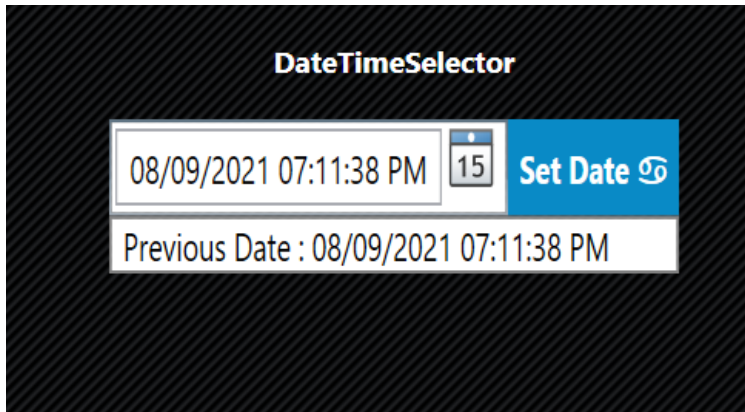 DateTimeSelector
08/09/2021 07:11:38 PM 15 Set Date ♋
Previous Date : 08/09/2021 07:11:38 PM